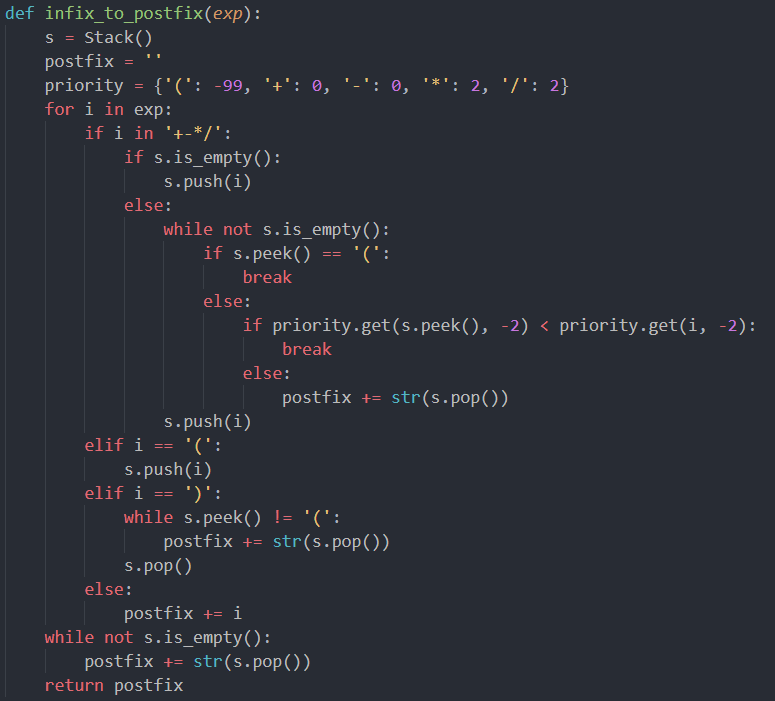 def infix_to_postfix(exp):
    s = Stack()
    postfix = ''
    priority = {'(': -99, '+': 0, '-': 0, '*': 2, '/': 2}
    for i in exp:
        if i in '+-*/':
            if s.is_empty():
                s.push(i)
            else:
                while not s.is_empty():
                    if s.peek() == '(':
                        break
                    else:
                        if priority.get(s.peek(), -2) < priority.get(i, -2):
                            break
                        else:
                            postfix += str(s.pop())
                s.push(i)
        elif i == '(':
            s.push(i)
        elif i == ')':
            while s.peek() != '(':
                postfix += str(s.pop())
            s.pop()
        else:
            postfix += i
    while not s.is_empty():
        postfix += str(s.pop())
    return postfix